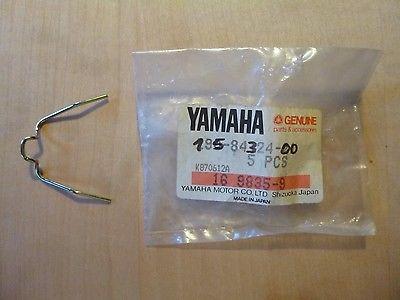 YAMAHA
GENUINE
parts & accessories
185-84324-00
5 PCS
K870612A
16 9835-9
YAMAHA MOTOR CO.,LTD Shizuoka Japan
MADE IN JAPAN